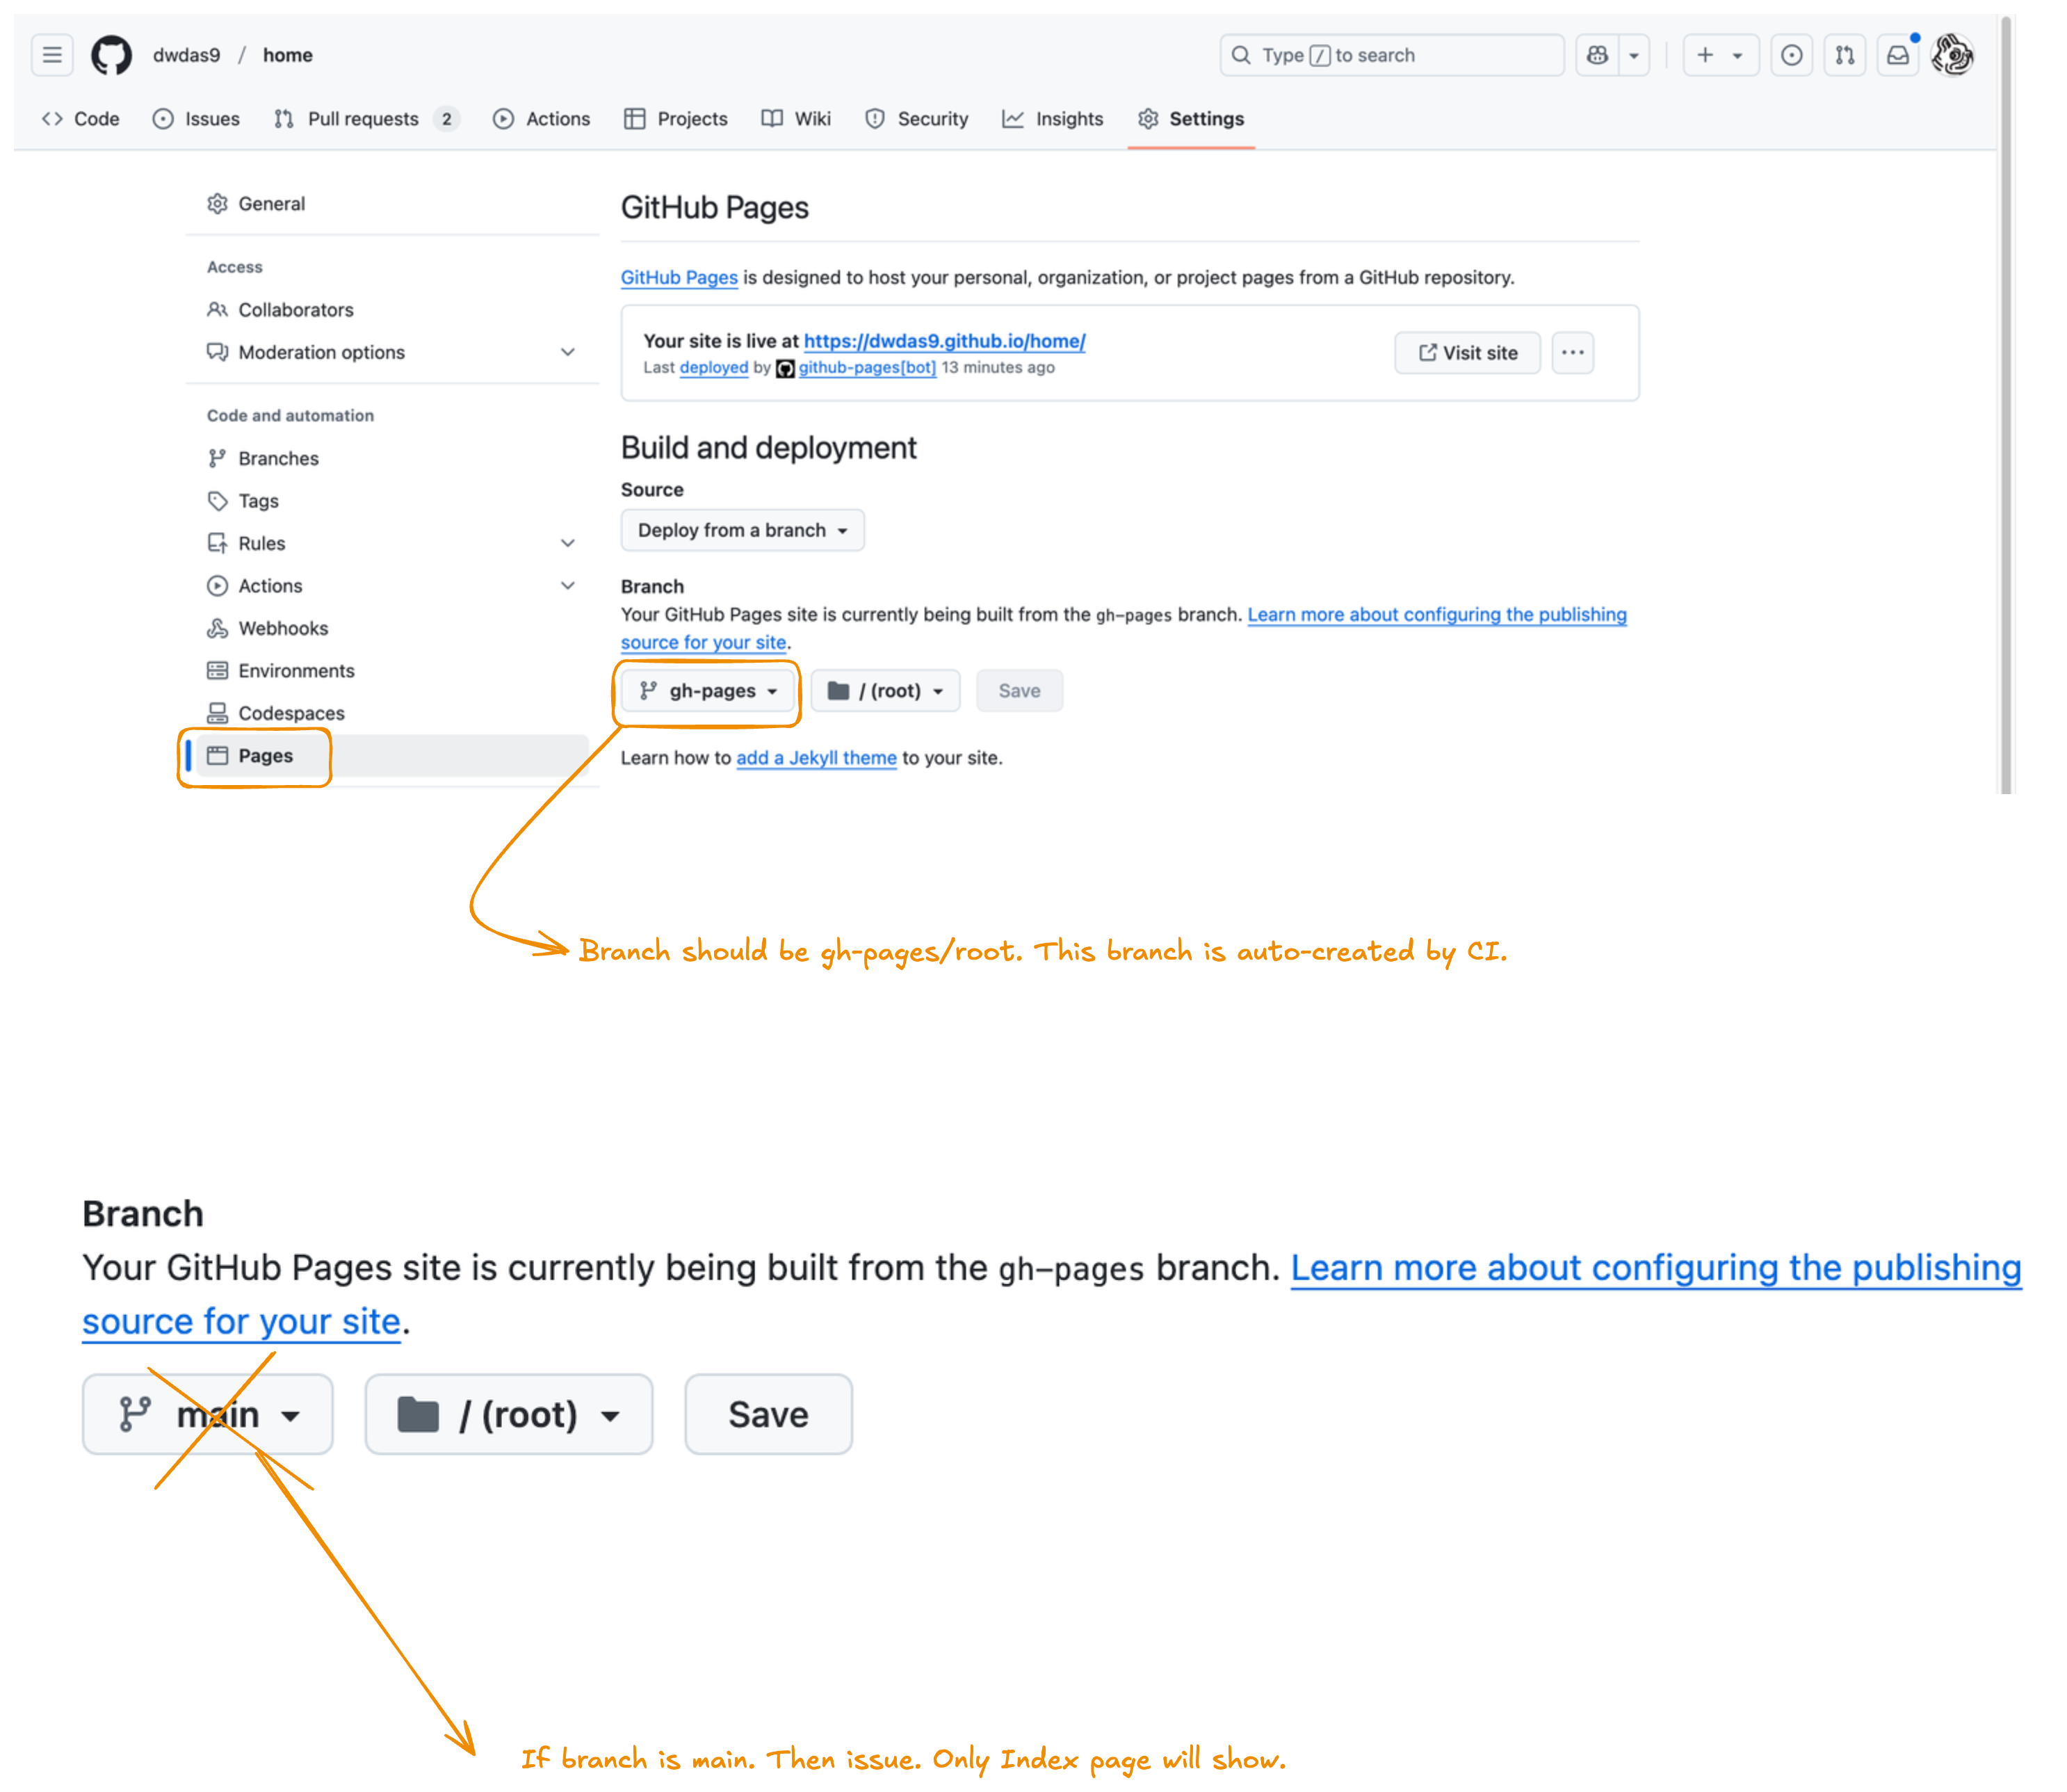 dwdas9 / home
Type / to search
Code Issues Pull requests 2 Actions Projects Wiki Security Insights Settings
General
Access
Collaborators
Moderation options
Code and automation
Branches
Tags
Rules
Actions
Webhooks
Environments
Codespaces
Pages
GitHub Pages
GitHub Pages is designed to host your personal, organization, or project pages from a GitHub repository.
Your site is live at https://dwdas9.github.io/home/
Last deployed by github-pages[bot] 13 minutes ago
Visit site
Build and deployment
Source
Deploy from a branch
Branch
Your GitHub Pages site is currently being built from the gh-pages branch. Learn more about configuring the publishing
source for your site.
gh-pages / (root) Save
Learn how to add a Jekyll theme to your site.
Branch should be gh-pages/root. This branch is auto-created by CI.
Branch
Your GitHub Pages site is currently being built from the gh-pages branch. Learn more about configuring the publishing
source for your site.
main / (root) Save
If branch is main. Then issue. Only Index page will show.